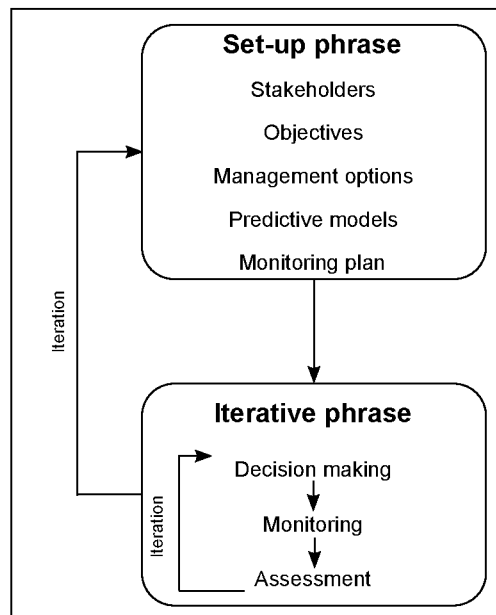 Set-up phrase
Stakeholders
Objectives
Management options
Predictive models
Monitoring plan
Iteration
Iterative phrase
Decision making
Monitoring
Assessment
Iteration